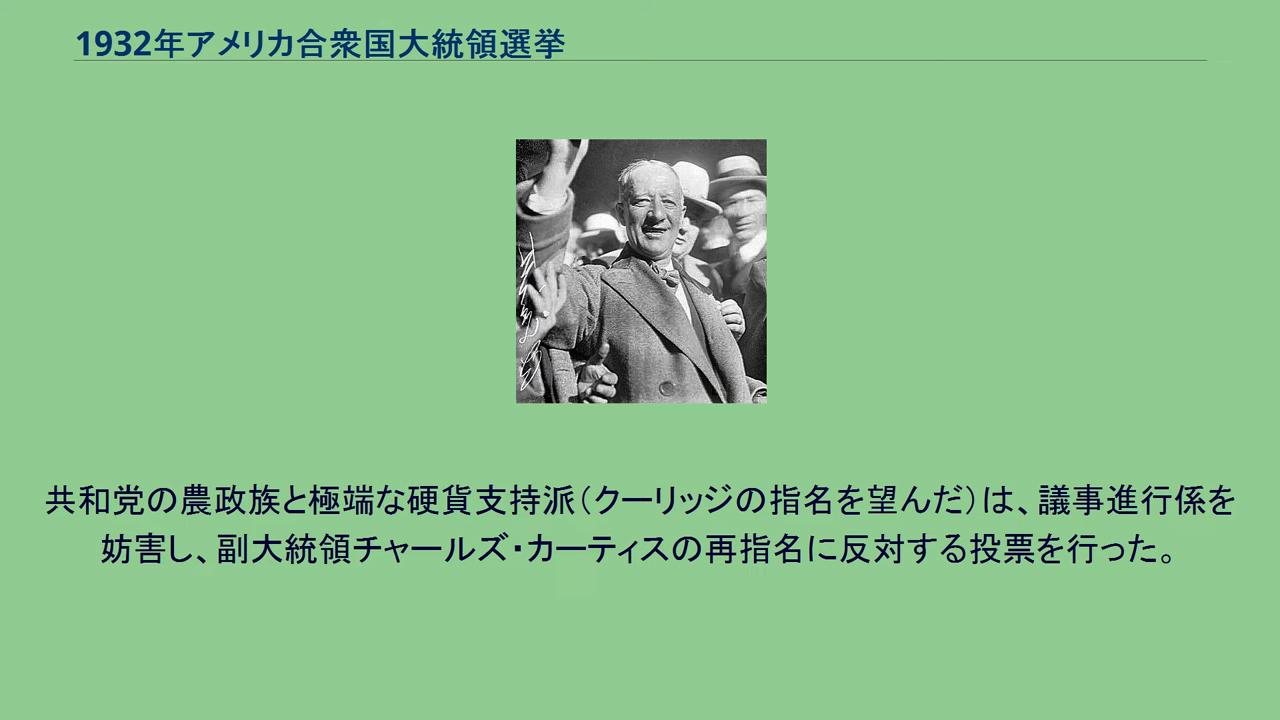 1932年アメリカ合衆国大統領選挙
共和党の農政族と極端な硬貨支持派（クーリッジの指名を望んだ）は、議事進行係を
妨害し、副大統領チャールズ・カーティスの再指名に反対する投票を行った。